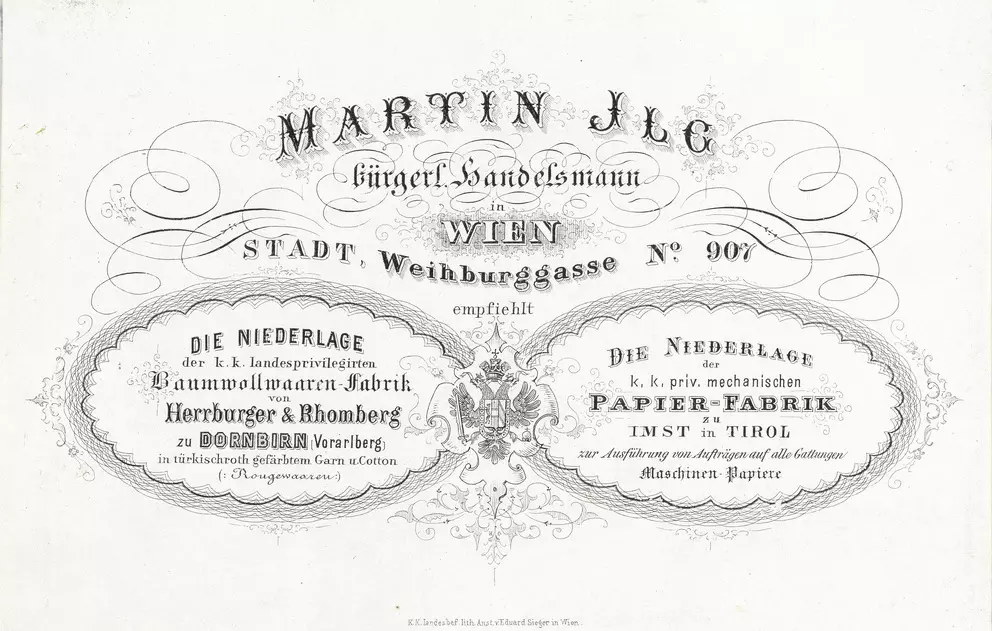 MARTIN JLG
bürgerl. Handelsmann
in
WIEN
STADT, Weihburggasse No. 907
empfiehlt
DIE NIEDERLAGE
der k. k. landesprivilegirten
Baumwollwaaren-Fabrik
von
Herrburger & Rhomberg
zu DORNBIRN (Vorarlberg)
in türkischroth gefärbtem Garn u. Cotton
(: Rougewaaren :)
DIE NIEDERLAGE
der
k. k. priv. mechanischen
PAPIER-FABRIK
zu
IMST in TIROL
zur Ausführung von Aufträgen auf alle Gattungen
Maschinen-Papiere
K.K. landesbef. lith. Anst. v. Eduard Sieger in Wien.